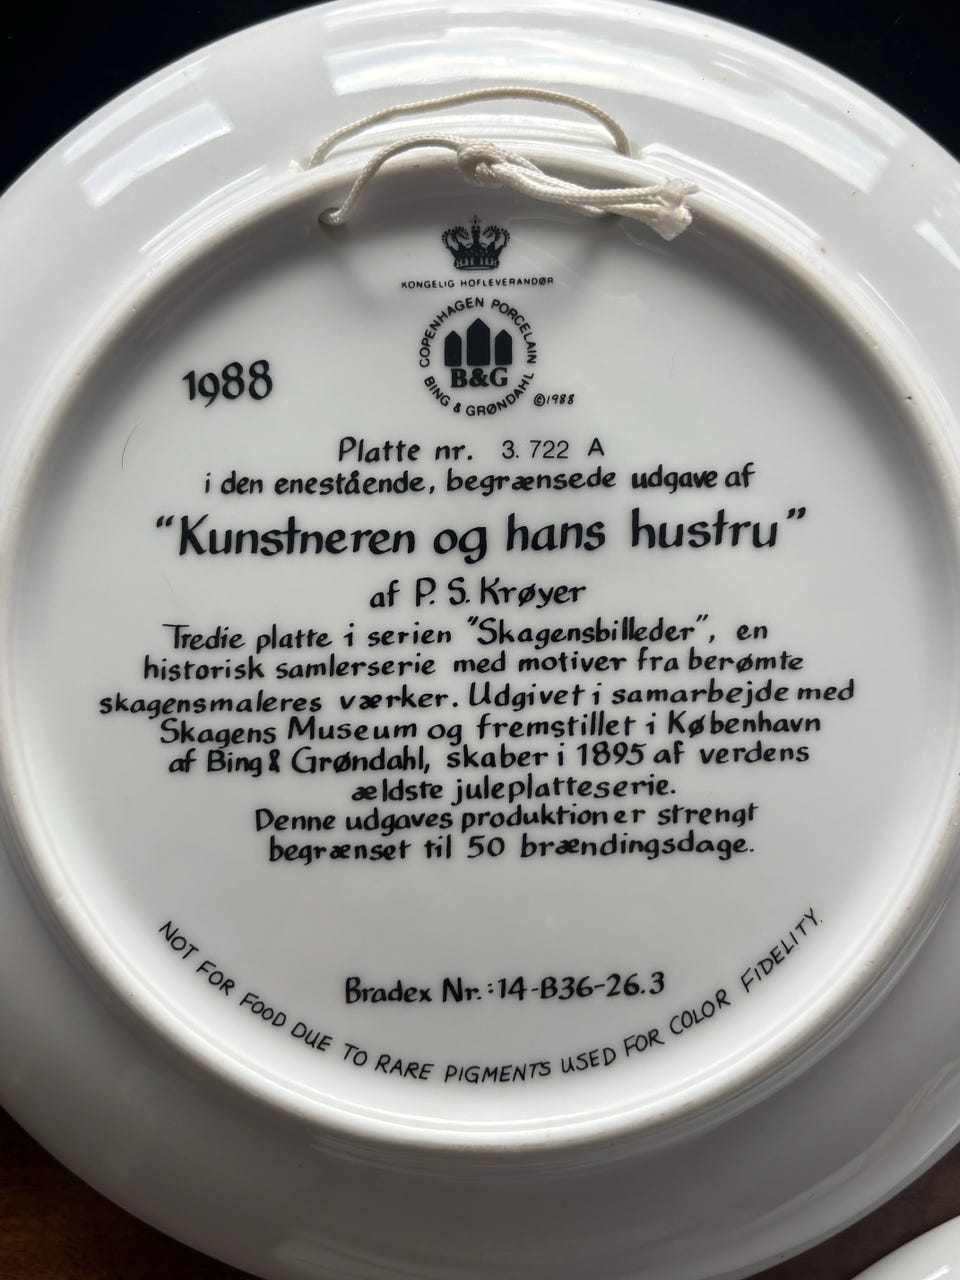 KONGELIG HOFLEVERANDØR
COPENHAGEN PORCELAIN
B&G
BING & GRØNDAHL
©1988
1988
Platte nr. 3.722 A
i den enestående, begrænsede udgave af
"Kunstneren og hans hustru"
af P. S. Krøyer
Tredie platte i serien "Skagensbilleder", en
historisk samlerserie med motiver fra berømte
skagensmaleres værker. Udgivet i samarbejde med
Skagens Museum og fremstillet i København
af Bing & Grøndahl, skaber i 1895 af verdens
ældste juleplatteserie.
Denne udgaves produktion er strengt
begrænset til 50 brændingsdage.
Bradex Nr.: 14-B36-26.3
NOT FOR FOOD DUE TO RARE PIGMENTS USED FOR COLOR FIDELITY.